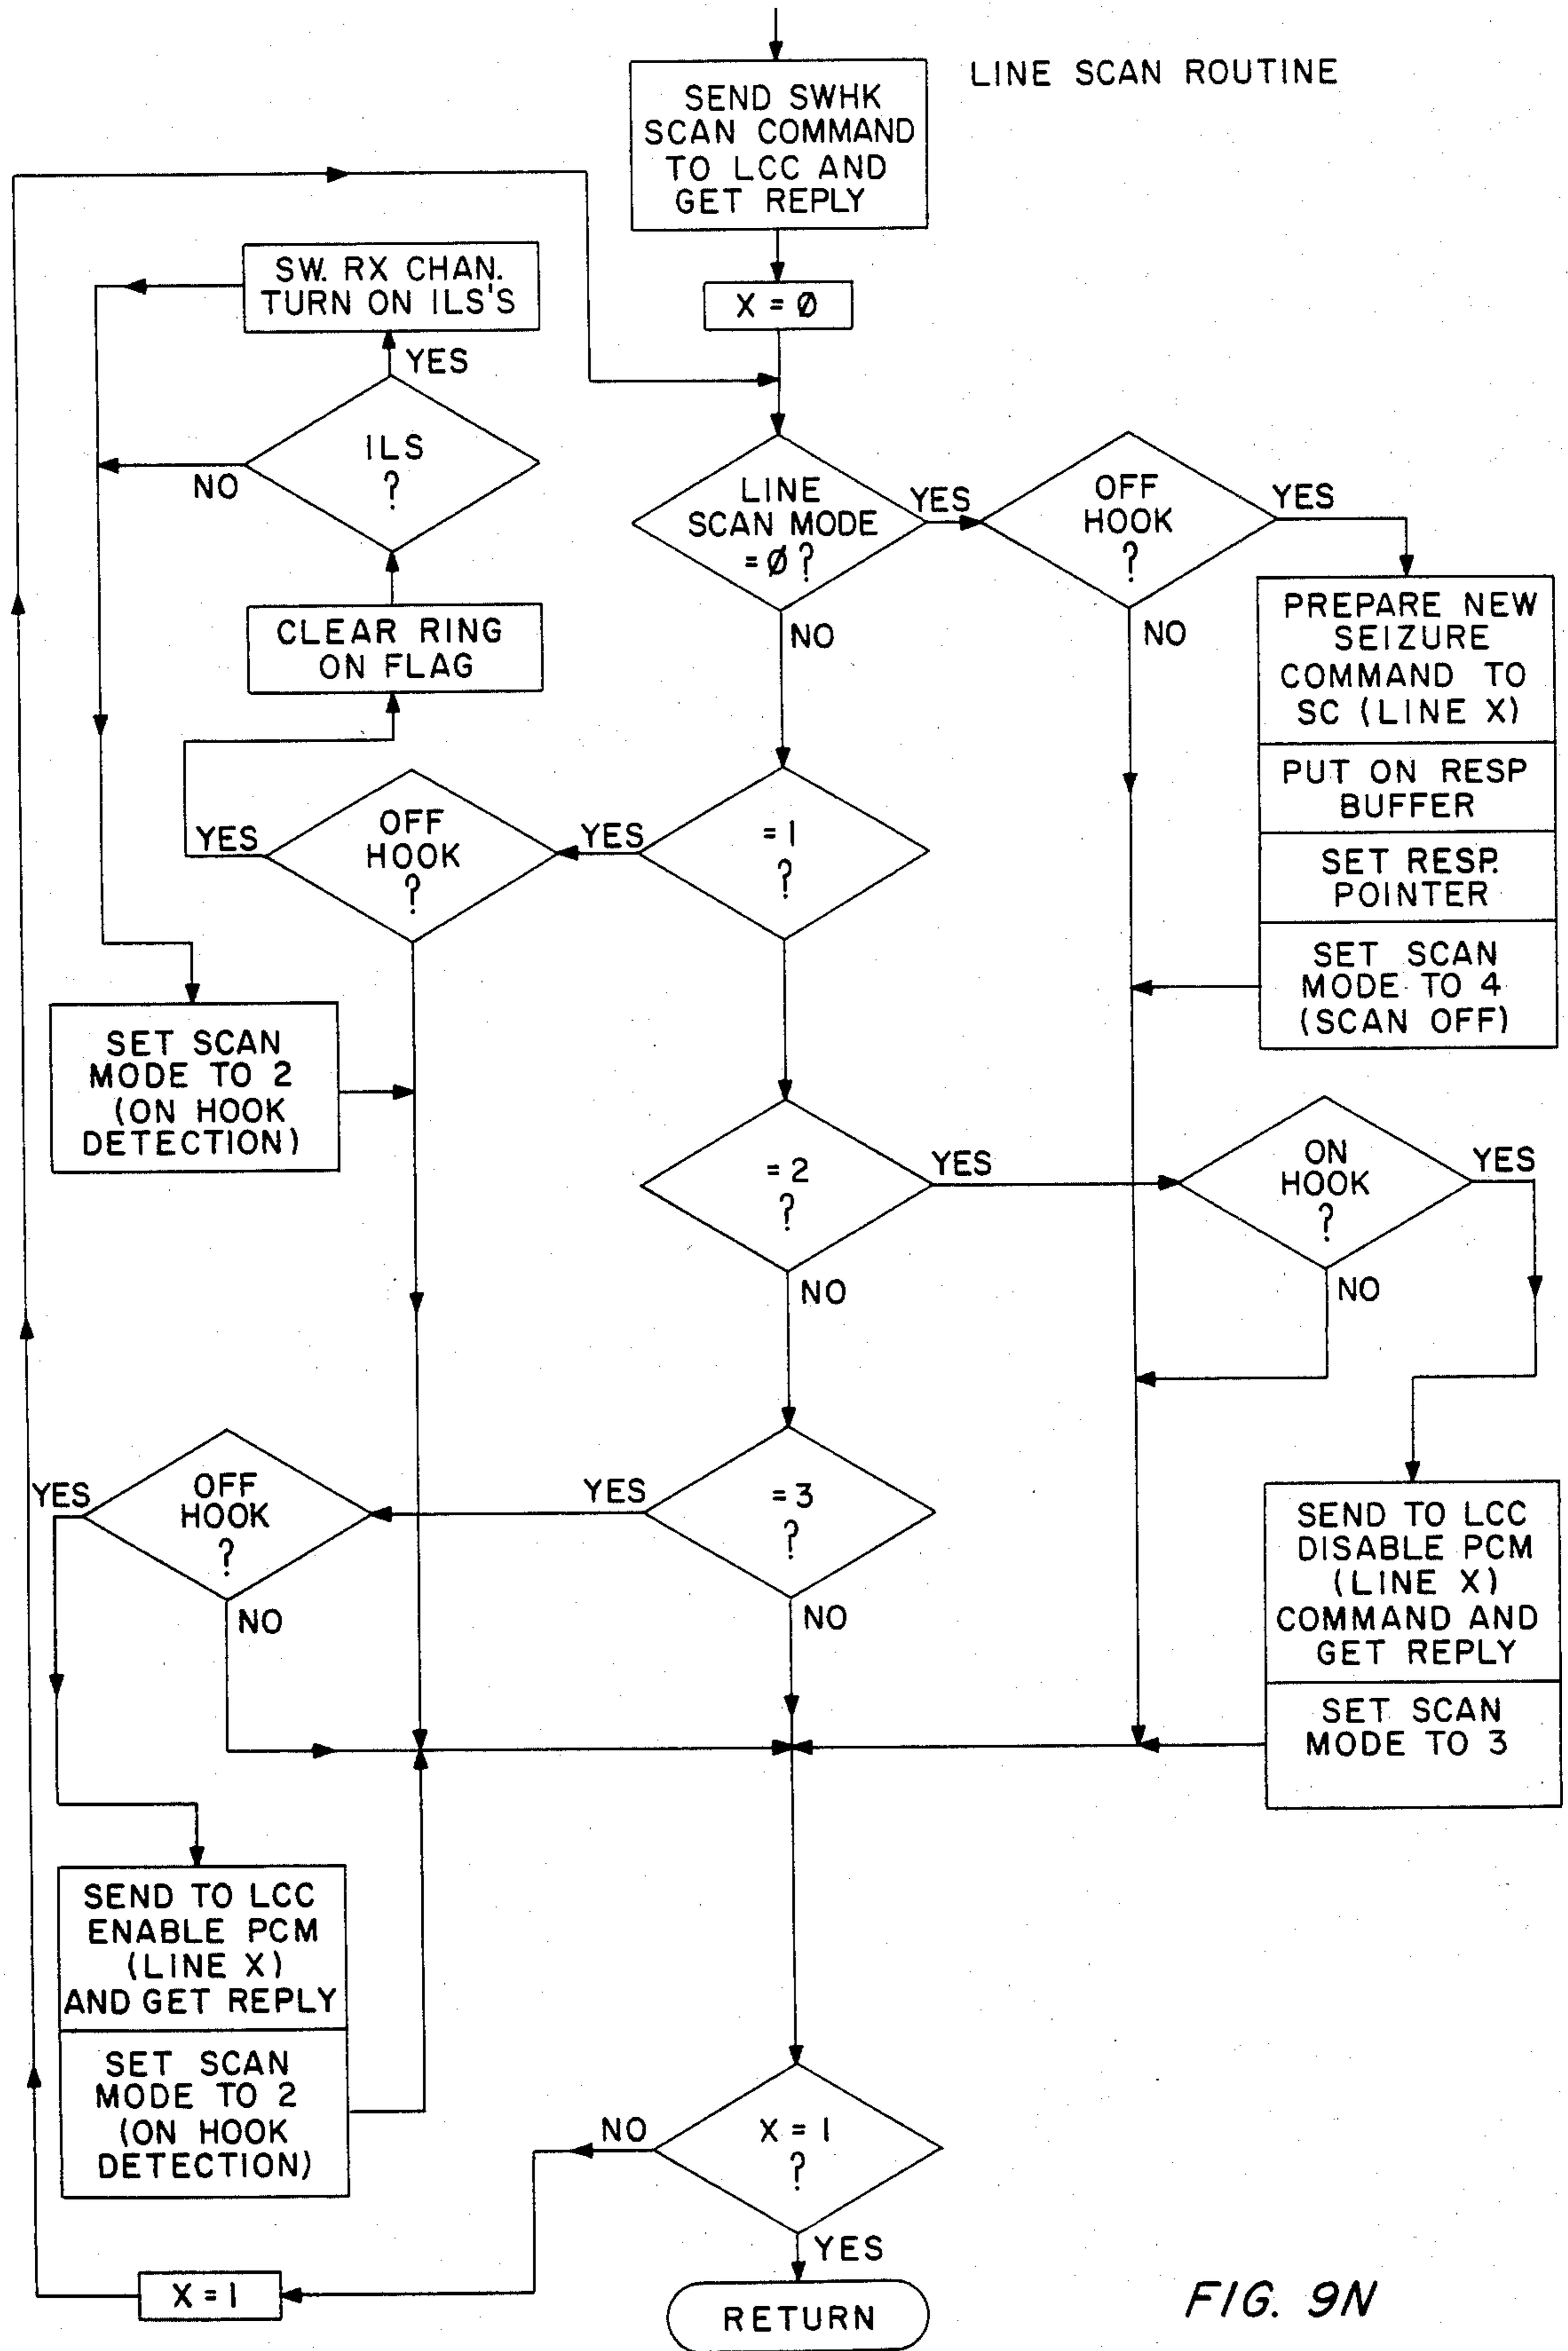 LINE SCAN ROUTINE
SEND SWHK
SCAN COMMAND
TO LCC AND
GET REPLY
X = Ø
SW. RX CHAN.
TURN ON ILS'S
YES
ILS
?
NO
CLEAR RING
ON FLAG
LINE
SCAN MODE
= Ø ?
YES
NO
OFF
HOOK
?
YES
NO
PREPARE NEW
SEIZURE
COMMAND TO
SC (LINE X)
PUT ON RESP
BUFFER
SET RESP.
POINTER
SET SCAN
MODE TO 4
(SCAN OFF)
= 1
?
YES
OFF
HOOK
?
YES
SET SCAN
MODE TO 2
(ON HOOK
DETECTION)
= 2
?
YES
NO
ON
HOOK
?
YES
NO
SEND TO LCC
DISABLE PCM
(LINE X)
COMMAND AND
GET REPLY
SET SCAN
MODE TO 3
= 3
?
YES
NO
OFF
HOOK
?
YES
NO
SEND TO LCC
ENABLE PCM
(LINE X)
AND GET REPLY
SET SCAN
MODE TO 2
(ON HOOK
DETECTION)
X = 1
?
NO
YES
X = 1
RETURN
FIG. 9N